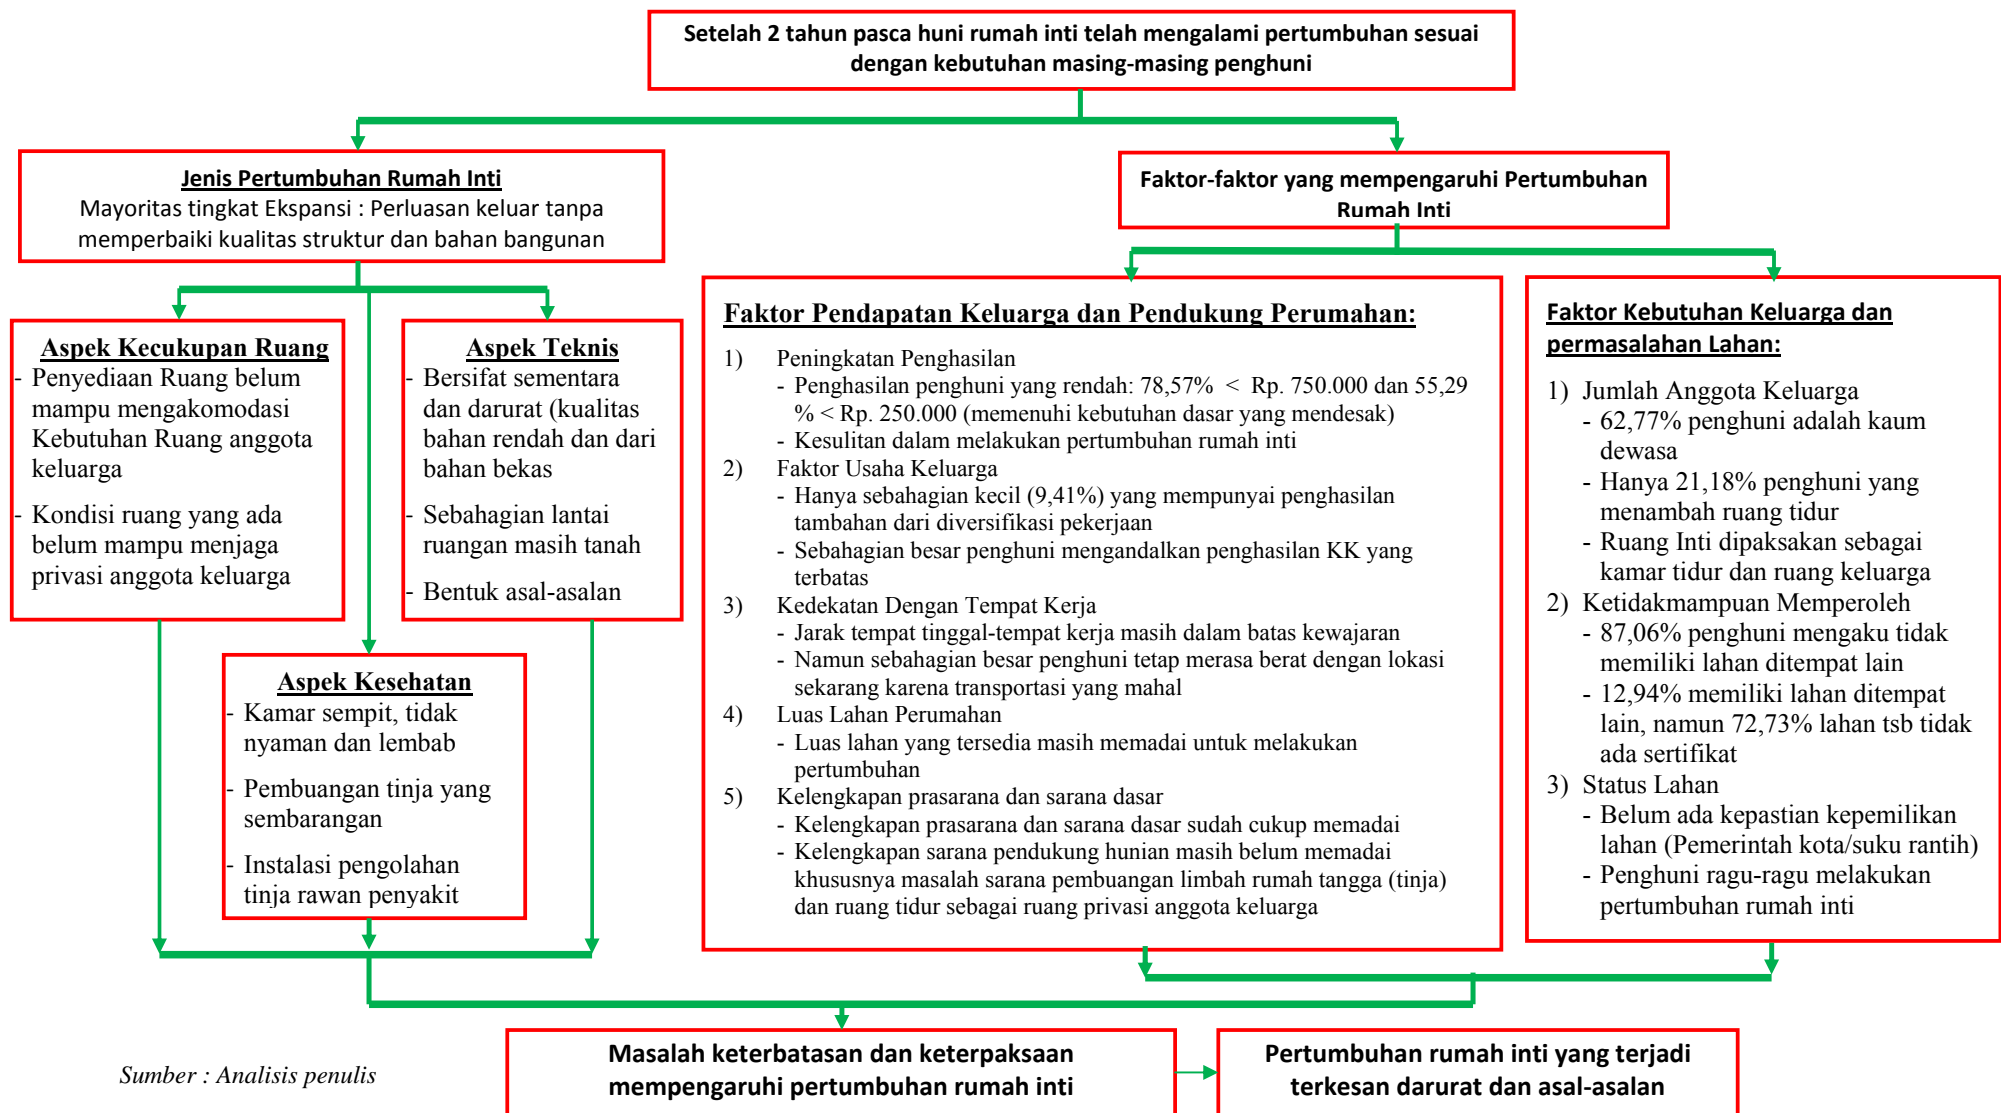 Setelah 2 tahun pasca huni rumah inti telah mengalami pertumbuhan sesuai
dengan kebutuhan masing-masing penghuni
Jenis Pertumbuhan Rumah Inti
Mayoritas tingkat Ekspansi : Perluasan keluar tanpa
memperbaiki kualitas struktur dan bahan bangunan
Faktor-faktor yang mempengaruhi Pertumbuhan
Rumah Inti
Aspek Kecukupan Ruang
- Penyediaan Ruang belum
mampu mengakomodasi
Kebutuhan Ruang anggota
keluarga
- Kondisi ruang yang ada
belum mampu menjaga
privasi anggota keluarga
Aspek Teknis
- Bersifat sementara
dan darurat (kualitas
bahan rendah dan dari
bahan bekas
- Sebahagian lantai
ruangan masih tanah
- Bentuk asal-asalan
Aspek Kesehatan
- Kamar sempit, tidak
nyaman dan lembab
- Pembuangan tinja yang
sembarangan
- Instalasi pengolahan
tinja rawan penyakit
Faktor Pendapatan Keluarga dan Pendukung Perumahan:
1) Peningkatan Penghasilan
- Penghasilan penghuni yang rendah: 78,57% < Rp. 750.000 dan 55,29
% < Rp. 250.000 (memenuhi kebutuhan dasar yang mendesak)
- Kesulitan dalam melakukan pertumbuhan rumah inti
2) Faktor Usaha Keluarga
- Hanya sebahagian kecil (9,41%) yang mempunyai penghasilan
tambahan dari diversifikasi pekerjaan
- Sebahagian besar penghuni mengandalkan penghasilan KK yang
terbatas
3) Kedekatan Dengan Tempat Kerja
- Jarak tempat tinggal-tempat kerja masih dalam batas kewajaran
- Namun sebahagian besar penghuni tetap merasa berat dengan lokasi
sekarang karena transportasi yang mahal
4) Luas Lahan Perumahan
- Luas lahan yang tersedia masih memadai untuk melakukan
pertumbuhan
5) Kelengkapan prasarana dan sarana dasar
- Kelengkapan prasarana dan sarana dasar sudah cukup memadai
- Kelengkapan sarana pendukung hunian masih belum memadai
khususnya masalah sarana pembuangan limbah rumah tangga (tinja)
dan ruang tidur sebagai ruang privasi anggota keluarga
Faktor Kebutuhan Keluarga dan
permasalahan Lahan:
1) Jumlah Anggota Keluarga
- 62,77% penghuni adalah kaum
dewasa
- Hanya 21,18% penghuni yang
menambah ruang tidur
- Ruang Inti dipaksakan sebagai
kamar tidur dan ruang keluarga
2) Ketidakmampuan Memperoleh
- 87,06% penghuni mengaku tidak
memiliki lahan ditempat lain
- 12,94% memiliki lahan ditempat
lain, namun 72,73% lahan tsb tidak
ada sertifikat
3) Status Lahan
- Belum ada kepastian kepemilikan
lahan (Pemerintah kota/suku rantih)
- Penghuni ragu-ragu melakukan
pertumbuhan rumah inti
Masalah keterbatasan dan keterpaksaan
mempengaruhi pertumbuhan rumah inti
Pertumbuhan rumah inti yang terjadi
terkesan darurat dan asal-asalan
Sumber : Analisis penulis